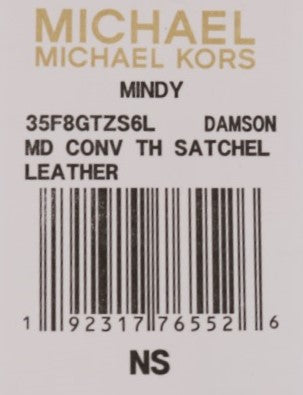 MICHAEL
MICHAEL KORS
MINDY
35F8GTZS6L DAMSON
MD CONV TH SATCHEL
LEATHER
1 92317 76552 6
NS